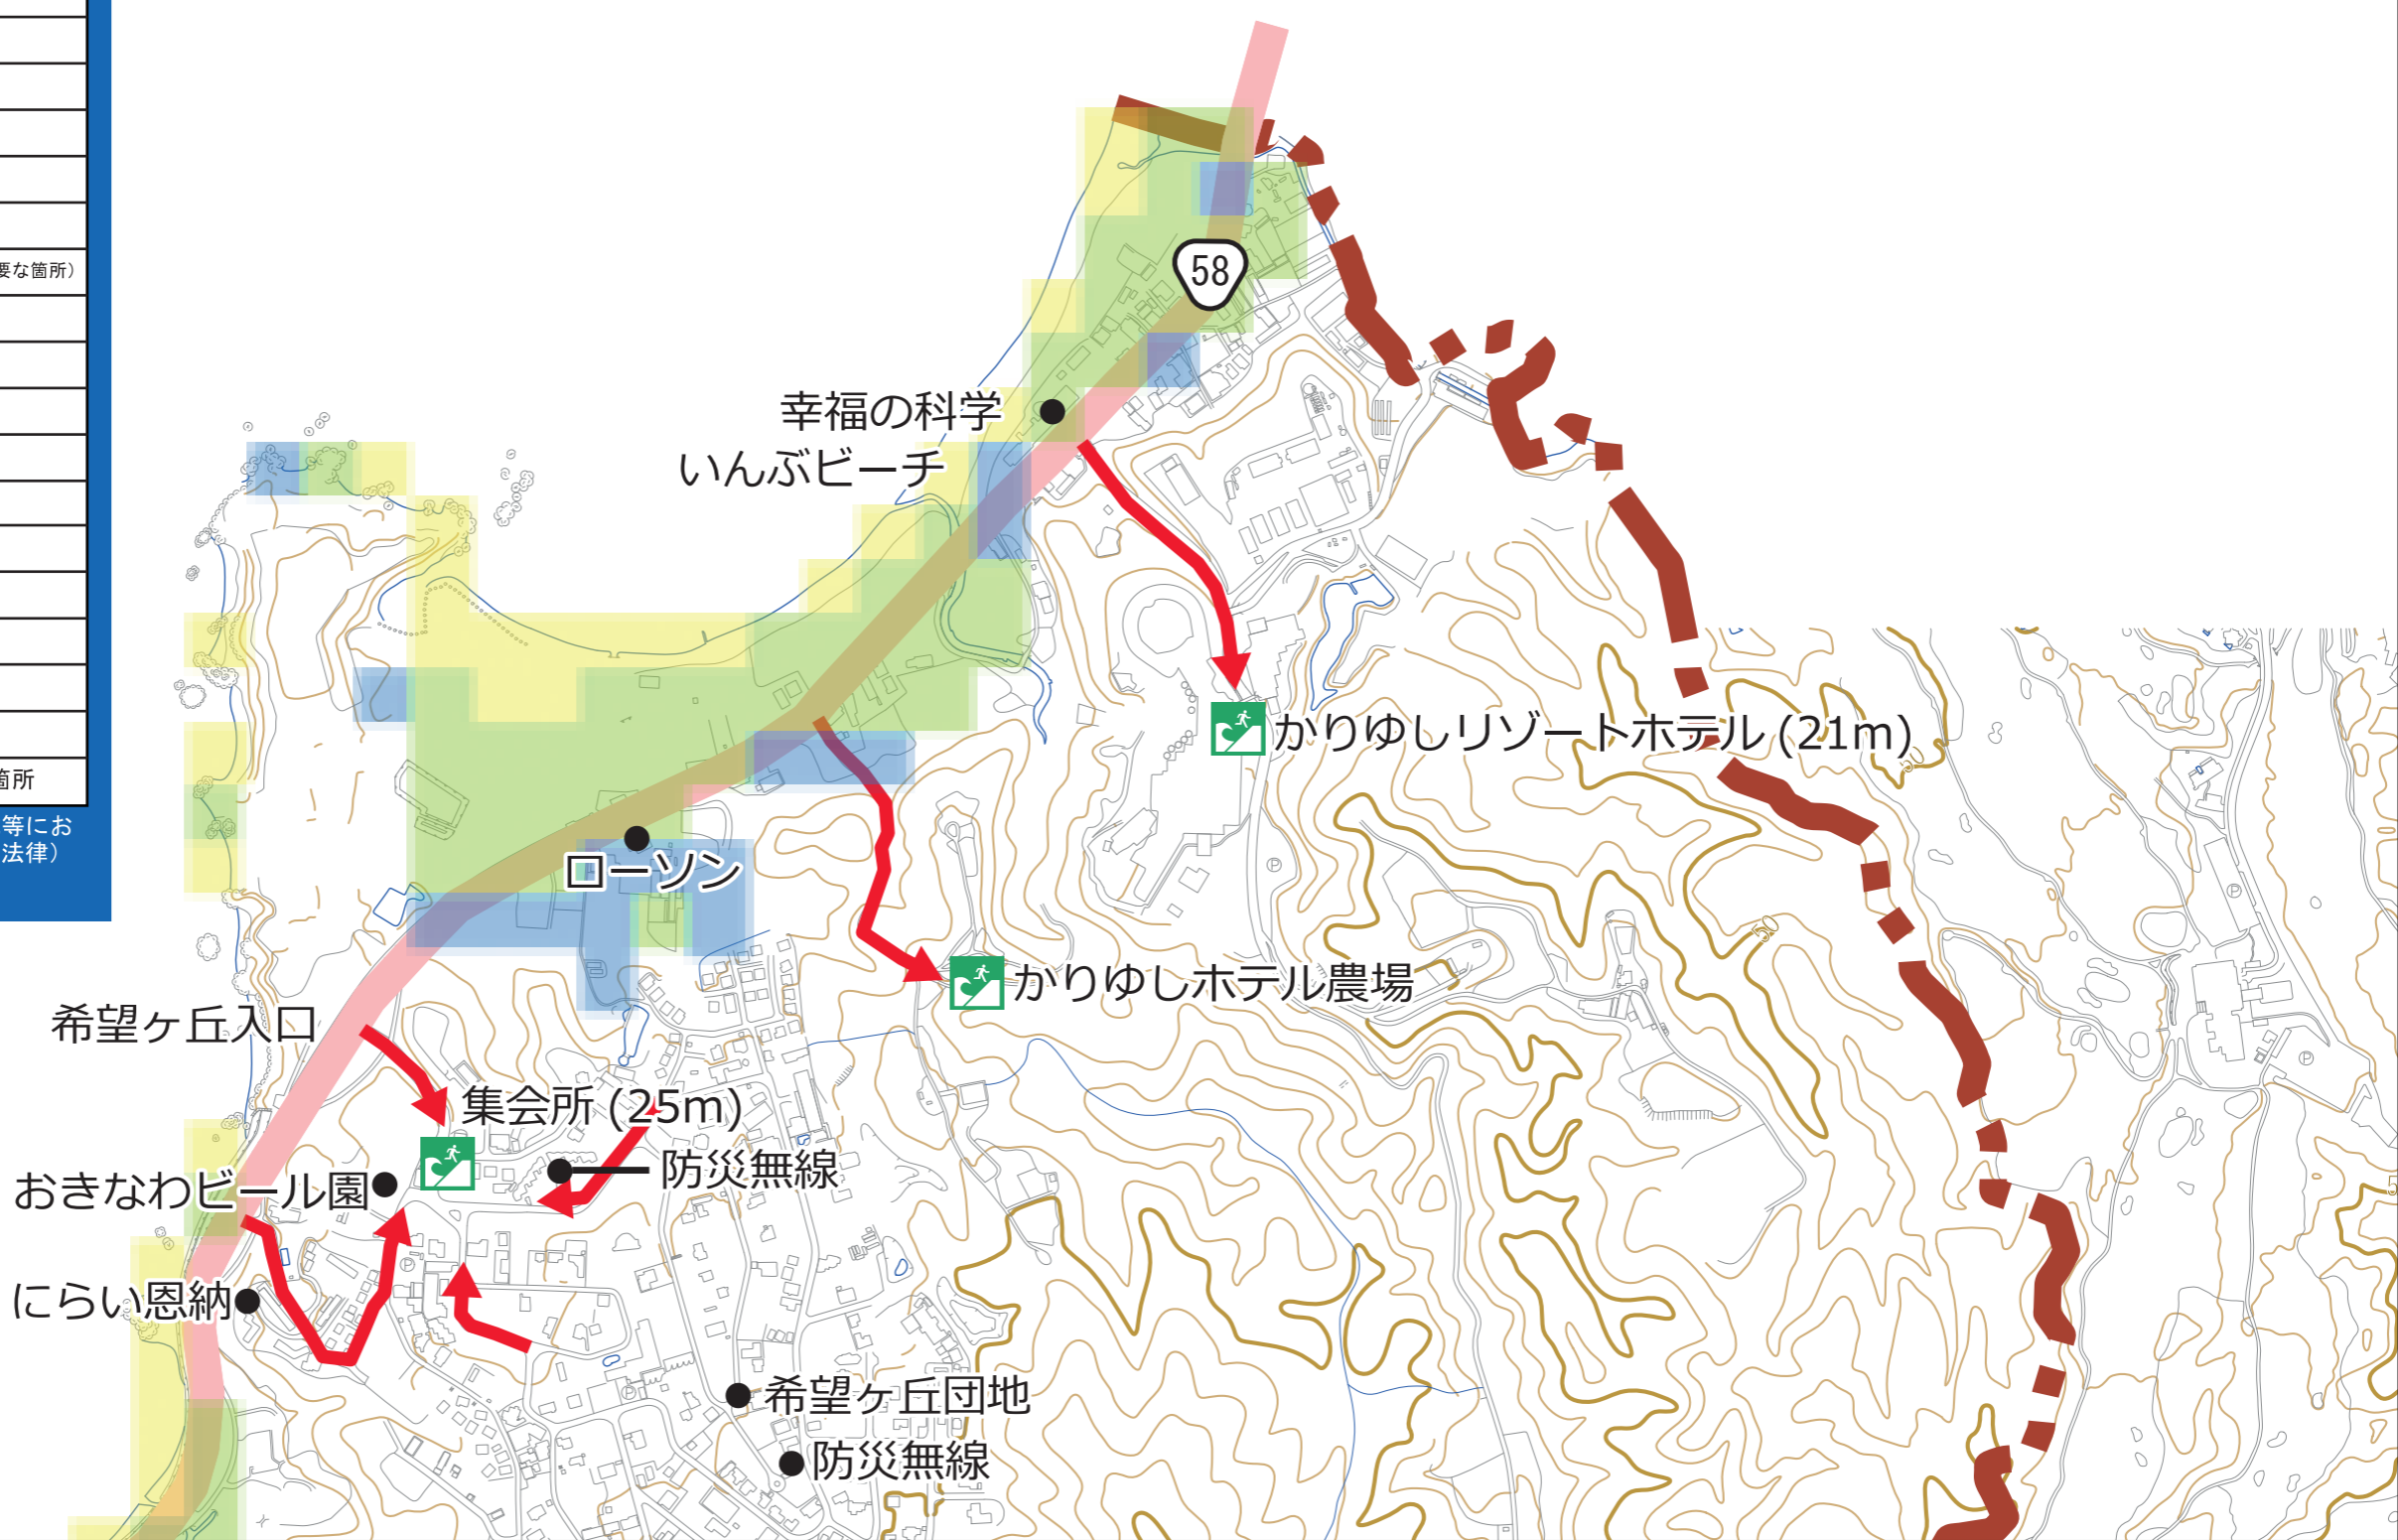 要な箇所）
箇所
等にお
法律）
58
幸福の科学
いんぶビーチ
かりゆしリゾートホテル (21m)
ローソン
かりゆしホテル農場
希望ヶ丘入口
集会所 (25m)
防災無線
おきなわビール園
にらい恩納
希望ヶ丘団地
防災無線